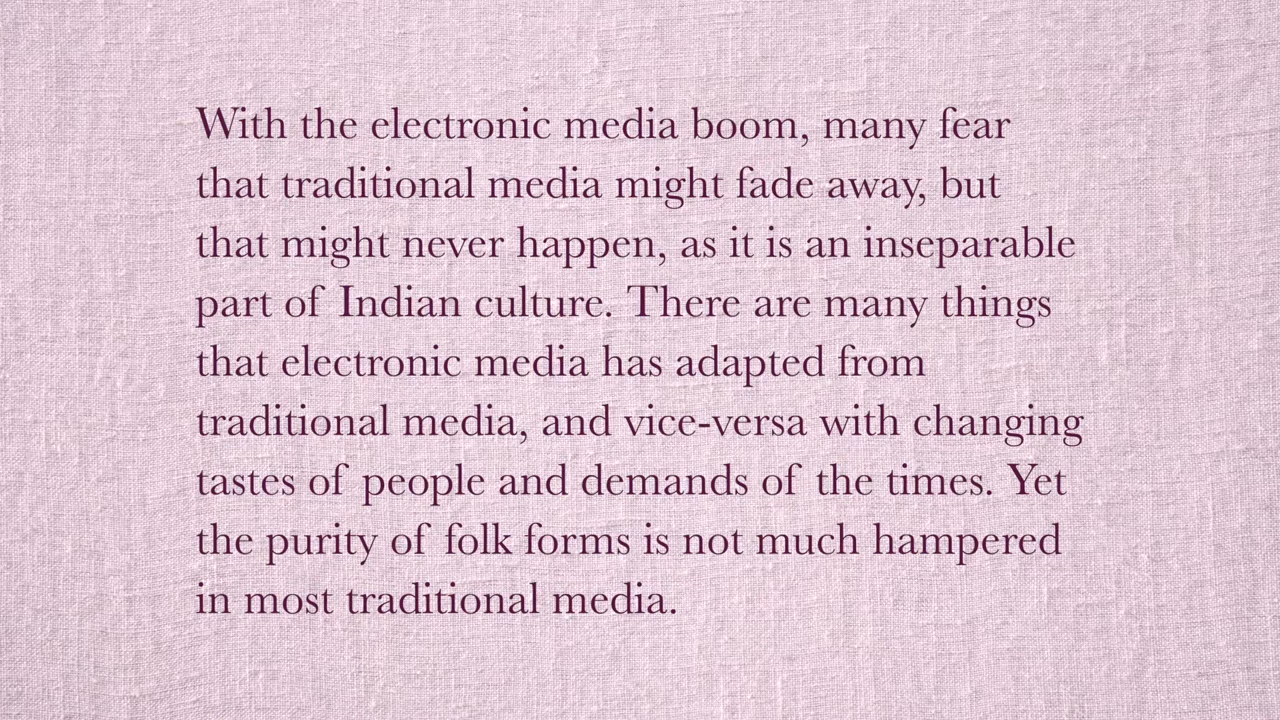 With the electronic media boom, many fear
that traditional media might fade away, but
that might never happen, as it is an inseparable
part of Indian culture. There are many things
that electronic media has adapted from
traditional media, and vice-versa with changing
tastes of people and demands of the times. Yet
the purity of folk forms is not much hampered
in most traditional media.